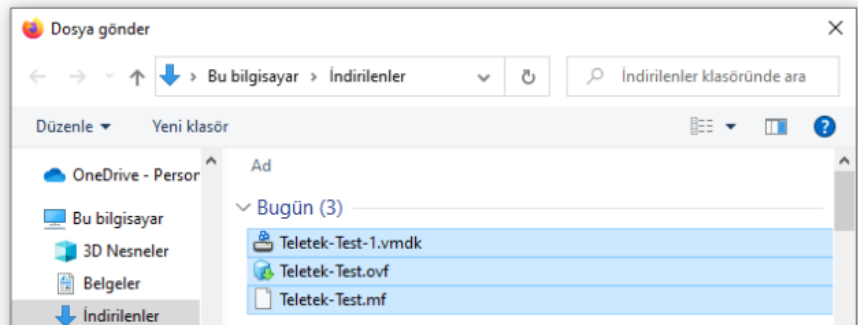 Dosya gönder
Bu bilgisayar › İndirilenler
İndirilenler klasöründe ara
Düzenle
Yeni klasör
OneDrive - Person
Bu bilgisayar
3D Nesneler
Belgeler
İndirilenler
Ad
Bugün (3)
Teletek-Test-1.vmdk
Teletek-Test.ovf
Teletek-Test.mf